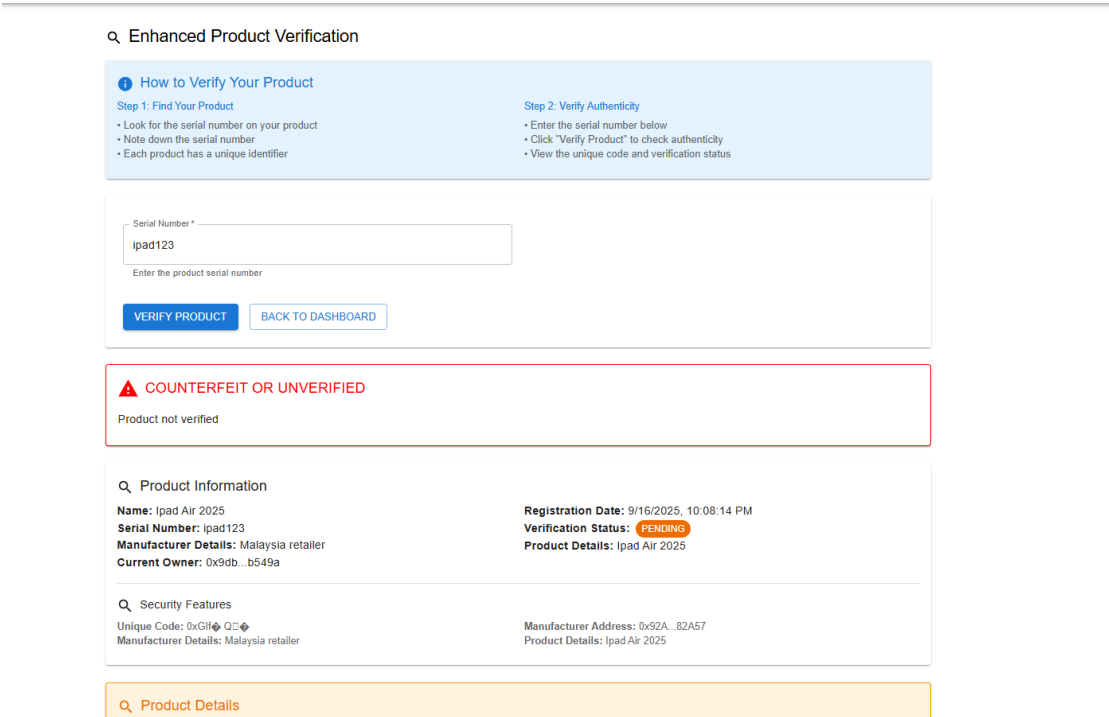 Enhanced Product Verification
How to Verify Your Product
Step 1: Find Your Product
• Look for the serial number on your product
• Note down the serial number
• Each product has a unique identifier
Step 2: Verify Authenticity
• Enter the serial number below
• Click "Verify Product" to check authenticity
• View the unique code and verification status
Serial Number *
ipad123
Enter the product serial number
VERIFY PRODUCT
BACK TO DASHBOARD
COUNTERFEIT OR UNVERIFIED
Product not verified
Product Information
Name: Ipad Air 2025
Serial Number: ipad123
Manufacturer Details: Malaysia retailer
Current Owner: 0x9db...b549a
Registration Date: 9/16/2025, 10:08:14 PM
Verification Status: PENDING
Product Details: Ipad Air 2025
Security Features
Unique Code: 0xGlf� Q□�
Manufacturer Details: Malaysia retailer
Manufacturer Address: 0x92A...82A57
Product Details: Ipad Air 2025
Product Details